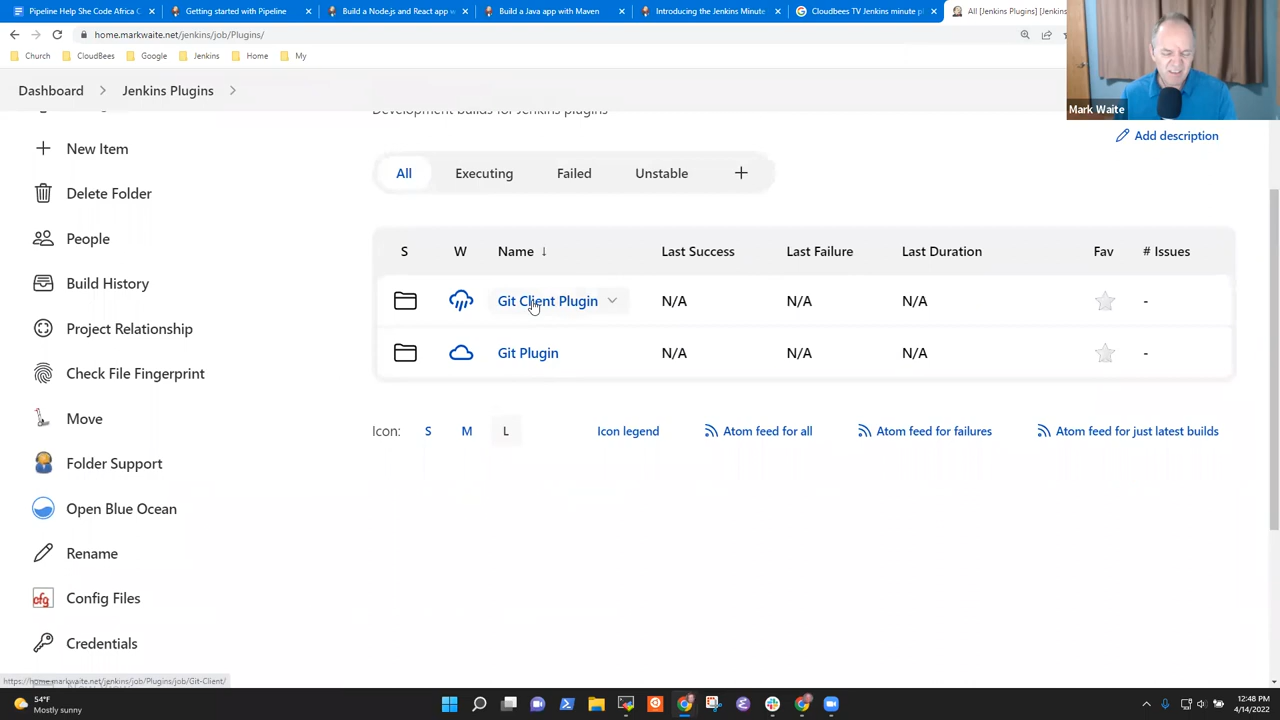 Pipeline Help She Code Africa C
Getting started with Pipeline
Build a Node.js and React app w
Build a Java app with Maven
Introducing the Jenkins Minute
Cloudbees TV Jenkins minute p
All [Jenkins Plugins] [Jenkins
home.markwaite.net/jenkins/job/Plugins/
Church
CloudBees
Google
Jenkins
Home
My
Mark Waite
Dashboard
Jenkins Plugins
Development builds for Jenkins plugins
Add description
New Item
Delete Folder
People
Build History
Project Relationship
Check File Fingerprint
Move
Folder Support
Open Blue Ocean
Rename
cfg Config Files
Credentials
All Executing Failed Unstable +
S W Name ↓ Last Success Last Failure Last Duration Fav # Issues
Git Client Plugin N/A N/A N/A -
Git Plugin N/A N/A N/A -
Icon: S M L Icon legend Atom feed for all Atom feed for failures Atom feed for just latest builds
https://home.markwaite.net/jenkins/job/Plugins/job/Git-Client/
54°F
Mostly sunny
12:48 PM
4/14/2022